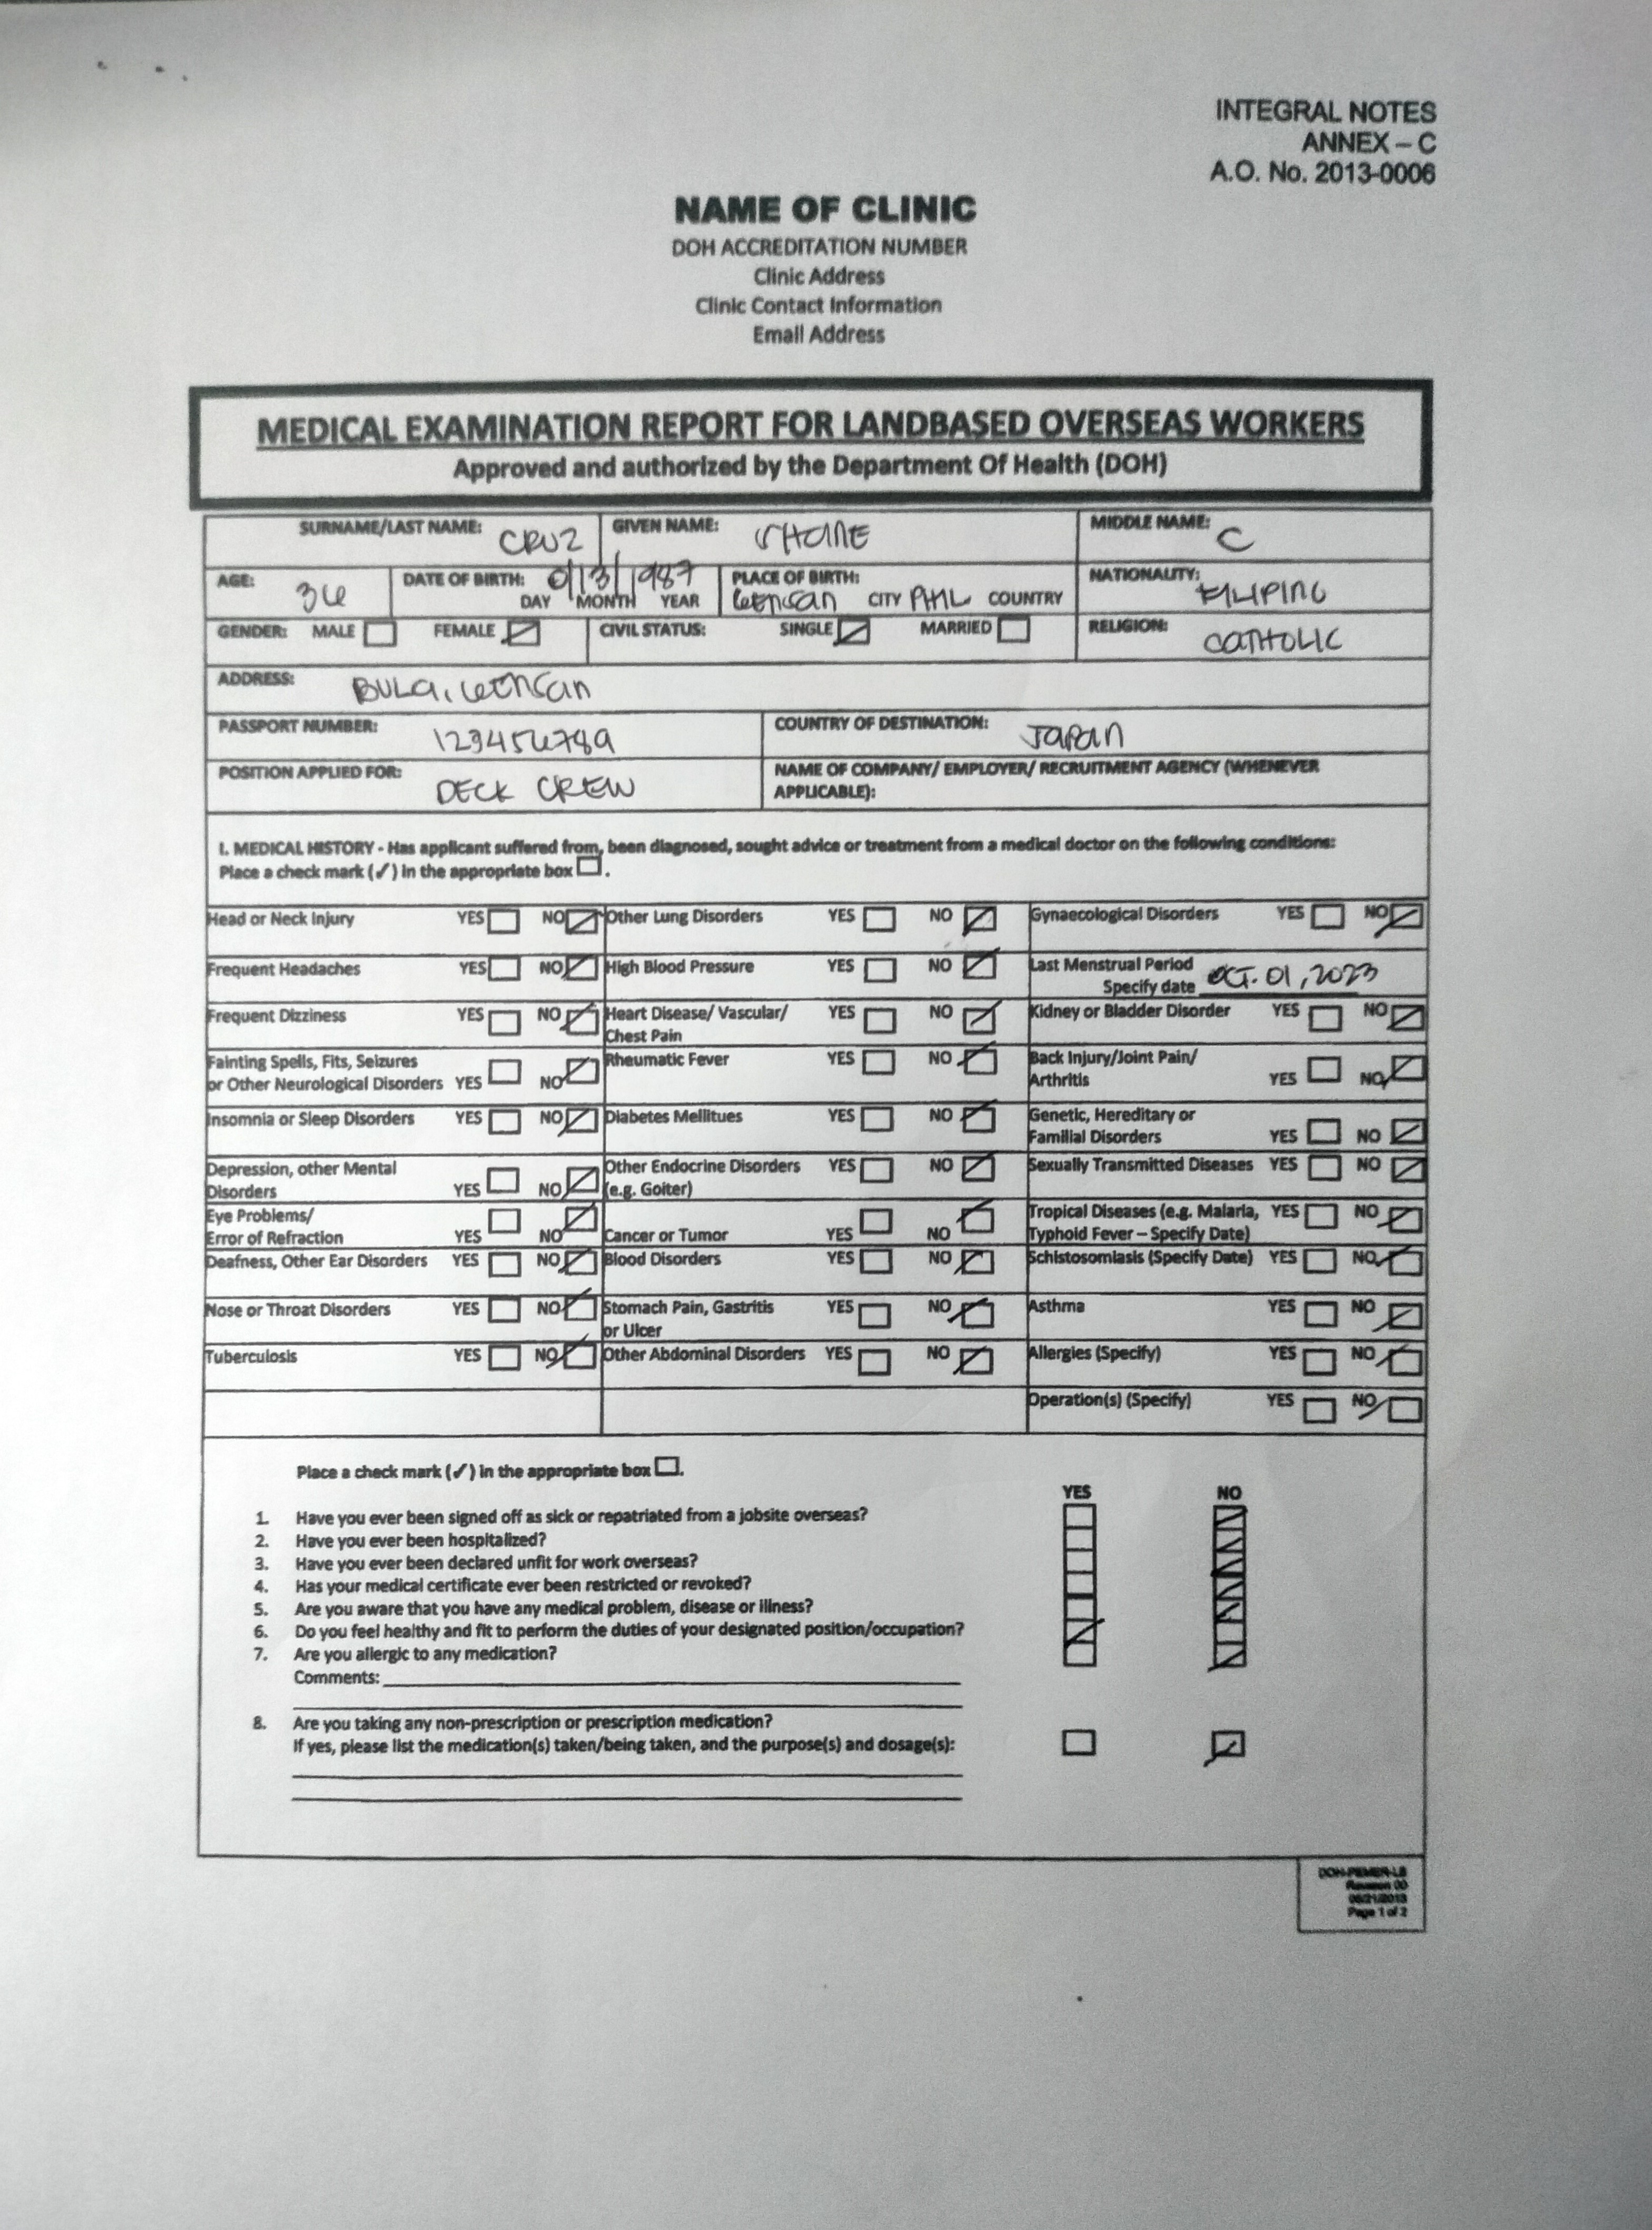 INTEGRAL NOTES
ANNEX – C
A.O. No. 2013-0006
NAME OF CLINIC
DOH ACCREDITATION NUMBER
Clinic Address
Clinic Contact Information
Email Address
MEDICAL EXAMINATION REPORT FOR LANDBASED OVERSEAS WORKERS
Approved and authorized by the Department Of Health (DOH)
SURNAME/LAST NAME: CRUZ GIVEN NAME: MIDDLE NAME: C
AGE: 36 DATE OF BIRTH: 0/13/1987 PLACE OF BIRTH: NATIONALITY: FILIPINO
DAY MONTH YEAR Gensan CITY PHIL COUNTRY
GENDER: MALE FEMALE CIVIL STATUS: SINGLE MARRIED RELIGION: CATHOLIC
ADDRESS: BULA, Gensan
PASSPORT NUMBER: 123456789 COUNTRY OF DESTINATION: JAPAN
POSITION APPLIED FOR: DECK CREW NAME OF COMPANY/ EMPLOYER/ RECRUITMENT AGENCY (WHENEVER
APPLICABLE):
I. MEDICAL HISTORY - Has applicant suffered from, been diagnosed, sought advice or treatment from a medical doctor on the following conditions:
Place a check mark (✓) in the appropriate box .
Head or Neck Injury YES NO Other Lung Disorders YES NO Gynaecological Disorders YES NO
Frequent Headaches YES NO High Blood Pressure YES NO Last Menstrual Period
Specify date OCT. 01, 2023
Frequent Dizziness YES NO Heart Disease/ Vascular/ YES NO Kidney or Bladder Disorder YES NO
Chest Pain
Fainting Spells, Fits, Seizures Rheumatic Fever YES NO Back Injury/Joint Pain/
or Other Neurological Disorders YES NO Arthritis YES NO
Insomnia or Sleep Disorders YES NO Diabetes Mellitues YES NO Genetic, Hereditary or
Familial Disorders YES NO
Depression, other Mental Other Endocrine Disorders YES NO Sexually Transmitted Diseases YES NO
Disorders YES NO (e.g. Goiter)
Eye Problems/ Tropical Diseases (e.g. Malaria, YES NO
Error of Refraction YES NO Cancer or Tumor YES NO Typhoid Fever – Specify Date)
Deafness, Other Ear Disorders YES NO Blood Disorders YES NO Schistosomiasis (Specify Date) YES NO
Nose or Throat Disorders YES NO Stomach Pain, Gastritis YES NO Asthma YES NO
or Ulcer
Tuberculosis YES NO Other Abdominal Disorders YES NO Allergies (Specify) YES NO
Operation(s) (Specify) YES NO
Place a check mark (✓) in the appropriate box .
YES NO
1. Have you ever been signed off as sick or repatriated from a jobsite overseas?
2. Have you ever been hospitalized?
3. Have you ever been declared unfit for work overseas?
4. Has your medical certificate ever been restricted or revoked?
5. Are you aware that you have any medical problem, disease or illness?
6. Do you feel healthy and fit to perform the duties of your designated position/occupation?
7. Are you allergic to any medication?
Comments:
8. Are you taking any non-prescription or prescription medication?
If yes, please list the medication(s) taken/being taken, and the purpose(s) and dosage(s):
DOH-PEMER-LB
Revision 00
06/21/2013
Page 1 of 2